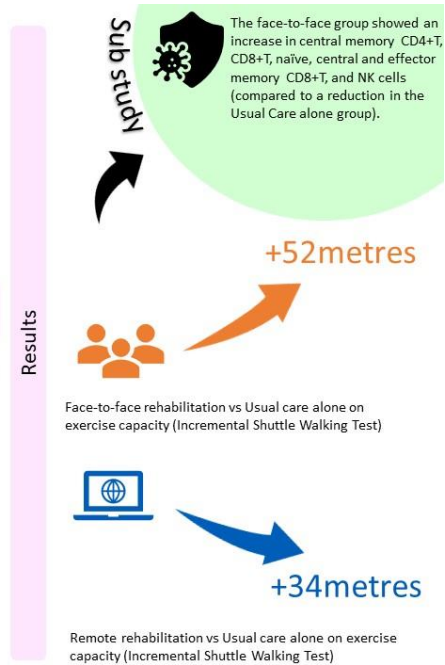 Results
Sub study
The face-to-face group showed an
increase in central memory CD4+T,
CD8+T, naïve, central and effector
memory CD8+T, and NK cells
(compared to a reduction in the
Usual Care alone group).
+52metres
Face-to-face rehabilitation vs Usual care alone on
exercise capacity (Incremental Shuttle Walking Test)
+34metres
Remote rehabilitation vs Usual care alone on exercise
capacity (Incremental Shuttle Walking Test)